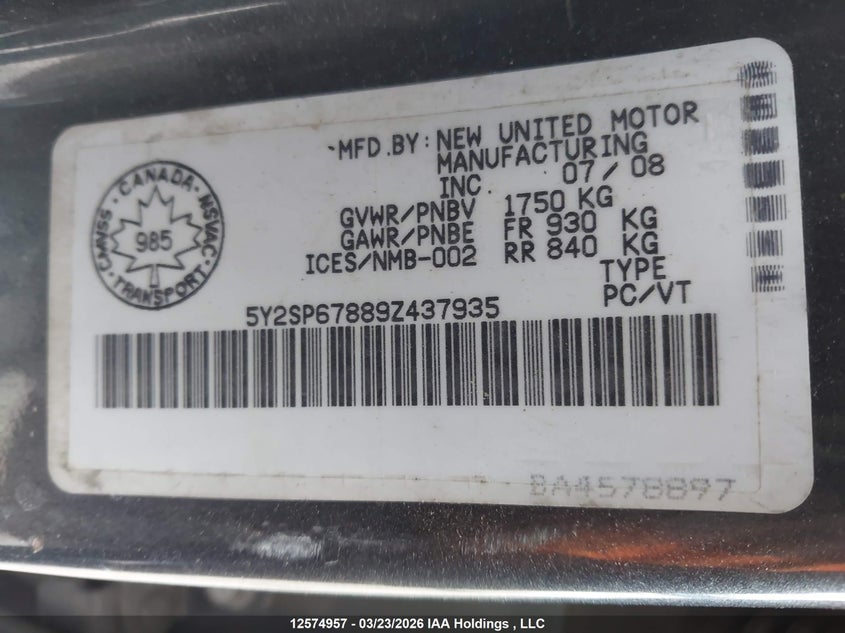 MFD.BY: NEW UNITED MOTOR
MANUFACTURING
INC 07/08
GVWR/PNBV 1750 KG
GAWR/PNBE FR 930 KG
ICES/NMB-002 RR 840 KG
TYPE
PC/VT
CANADA
NSVAC
TRANSPORT
CMVSS
985
5Y2SP67889Z437935
BA4578897
12574957 - 03/23/2026 IAA Holdings , LLC